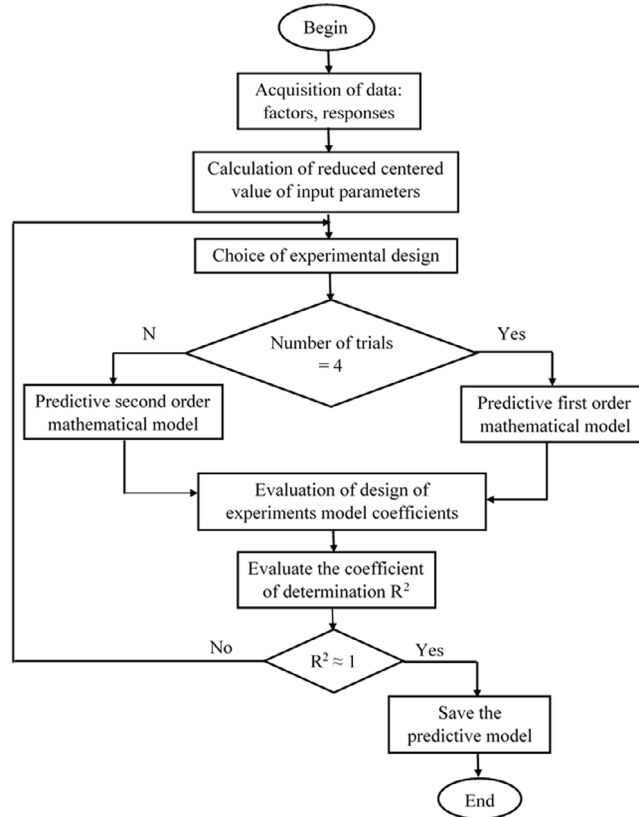 Begin
Acquisition of data:
factors, responses
Calculation of reduced centered
value of input parameters
Choice of experimental design
N
Number of trials
= 4
Yes
Predictive second order
mathematical model
Predictive first order
mathematical model
Evaluation of design of
experiments model coefficients
Evaluate the coefficient
of determination R²
No
R² ≈ 1
Yes
Save the
predictive model
End